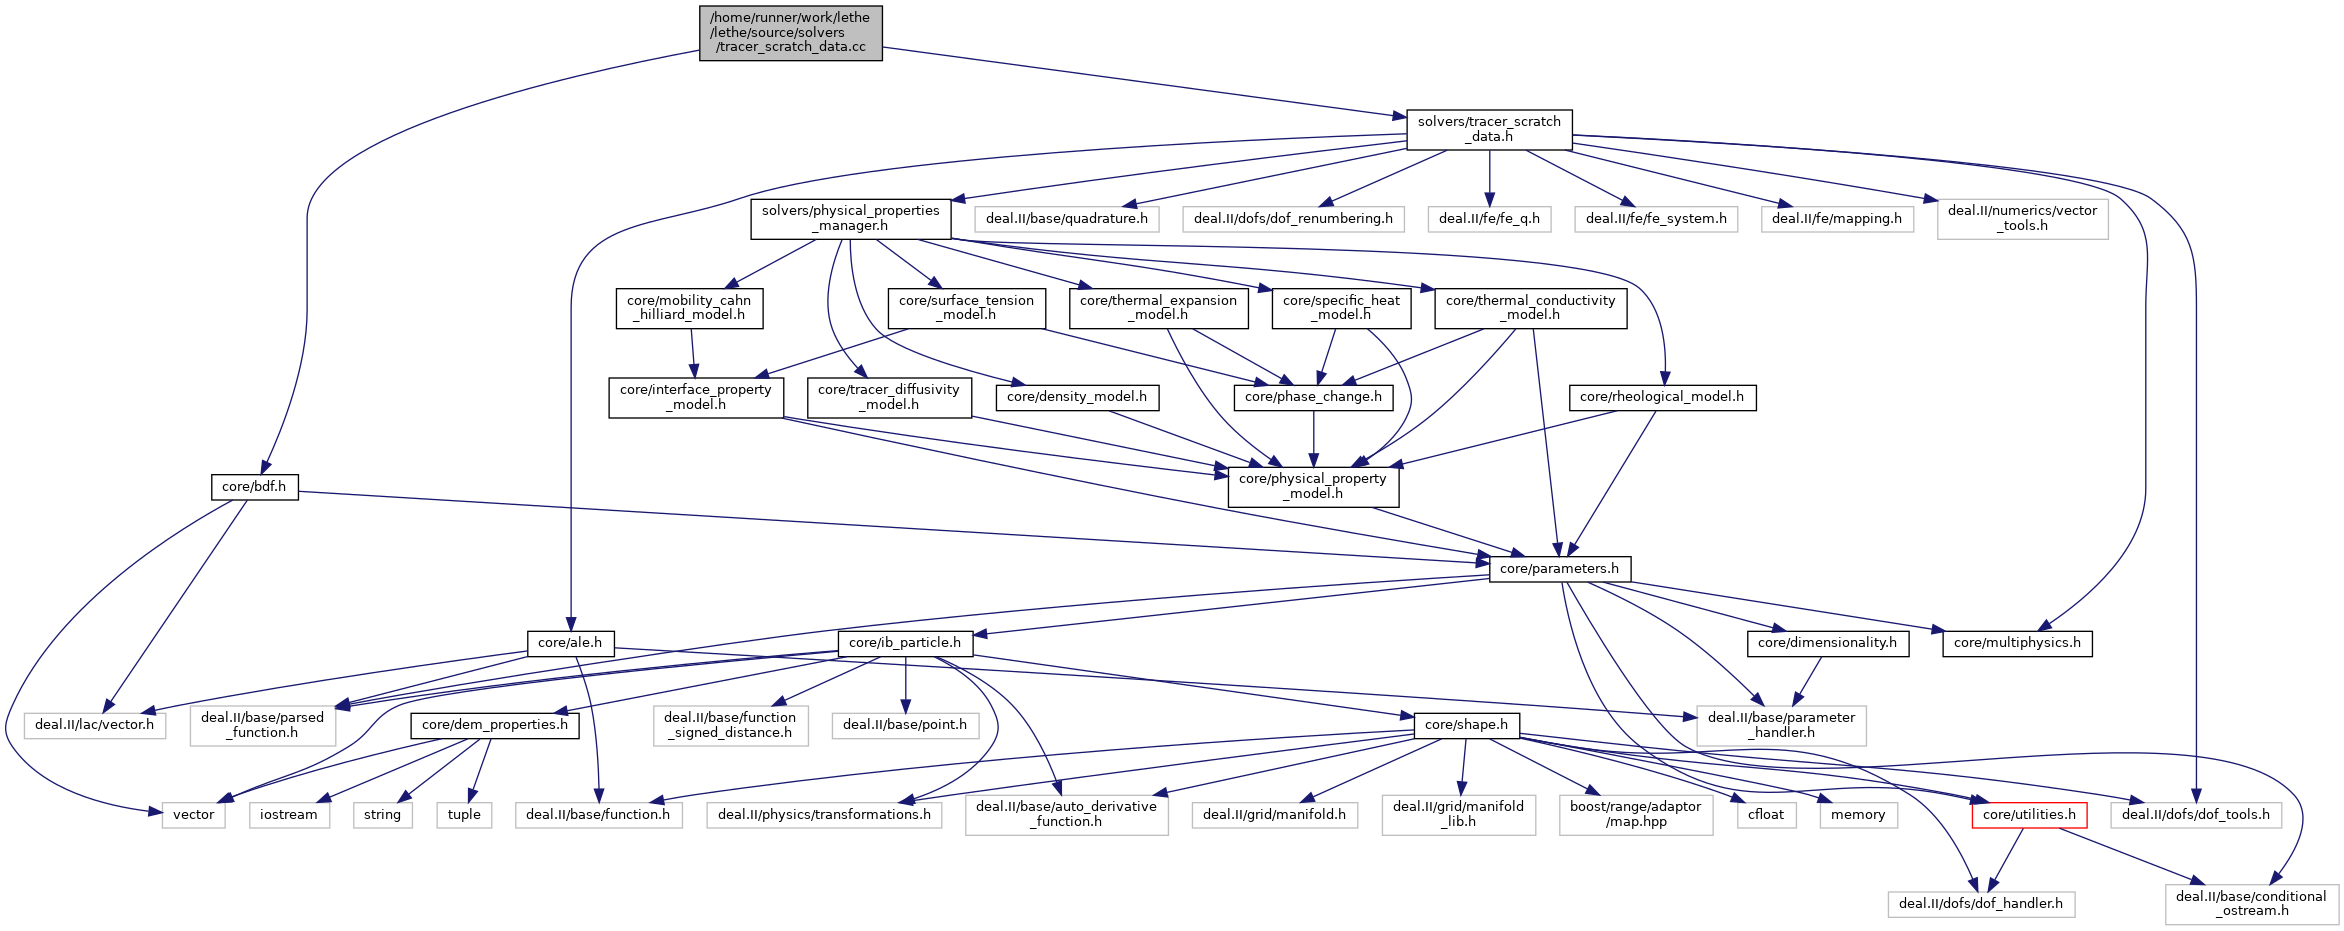 /home/runner/work/lethe
/lethe/source/solvers
/tracer_scratch_data.cc
solvers/tracer_scratch
_data.h
solvers/physical_properties
_manager.h
deal.II/base/quadrature.h
deal.II/dofs/dof_renumbering.h
deal.II/fe/fe_q.h
deal.II/fe/fe_system.h
deal.II/fe/mapping.h
deal.II/numerics/vector
_tools.h
core/mobility_cahn
_hilliard_model.h
core/surface_tension
_model.h
core/thermal_expansion
_model.h
core/specific_heat
_model.h
core/thermal_conductivity
_model.h
core/interface_property
_model.h
core/tracer_diffusivity
_model.h
core/density_model.h
core/phase_change.h
core/rheological_model.h
core/bdf.h
core/physical_property
_model.h
core/parameters.h
core/ale.h
core/ib_particle.h
core/dimensionality.h
core/multiphysics.h
deal.II/lac/vector.h
deal.II/base/parsed
_function.h
core/dem_properties.h
deal.II/base/function
_signed_distance.h
deal.II/base/point.h
core/shape.h
deal.II/base/parameter
_handler.h
vector
iostream
string
tuple
deal.II/base/function.h
deal.II/physics/transformations.h
deal.II/base/auto_derivative
_function.h
deal.II/grid/manifold.h
deal.II/grid/manifold
_lib.h
boost/range/adaptor
/map.hpp
cfloat
memory
core/utilities.h
deal.II/dofs/dof_tools.h
deal.II/dofs/dof_handler.h
deal.II/base/conditional
_ostream.h